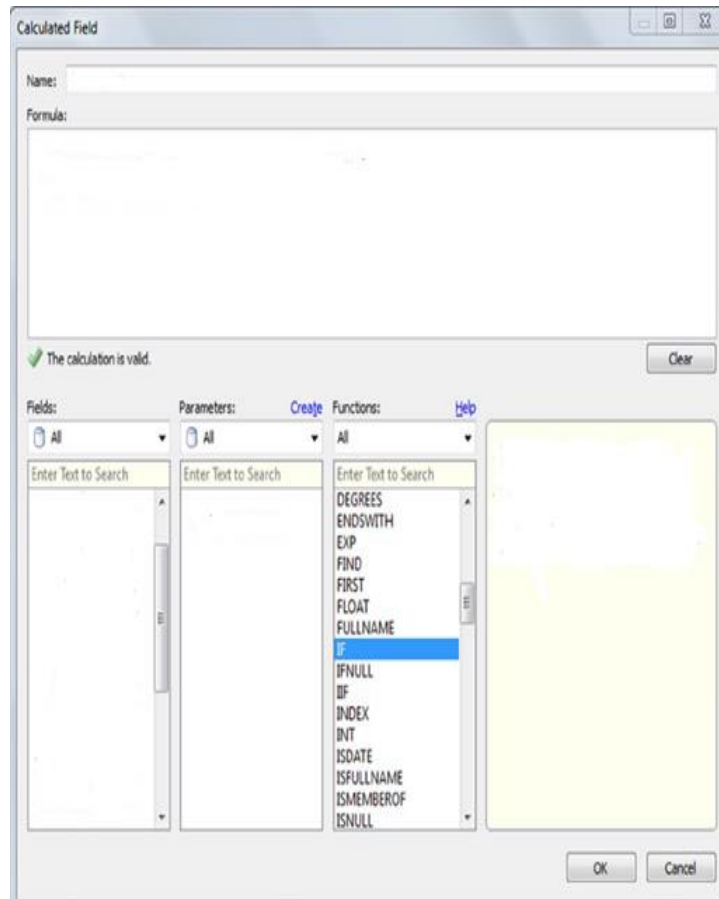 Calculated Field
Name:
Formula:
The calculation is valid.
Clear
Fields:
Parameters:
Create
Functions:
Help
All
All
All
Enter Text to Search
Enter Text to Search
Enter Text to Search
DEGREES
ENDSWITH
EXP
FIND
FIRST
FLOAT
FULLNAME
IF
IFNULL
IIF
INDEX
INT
ISDATE
ISFULLNAME
ISMEMBEROF
ISNULL
OK
Cancel